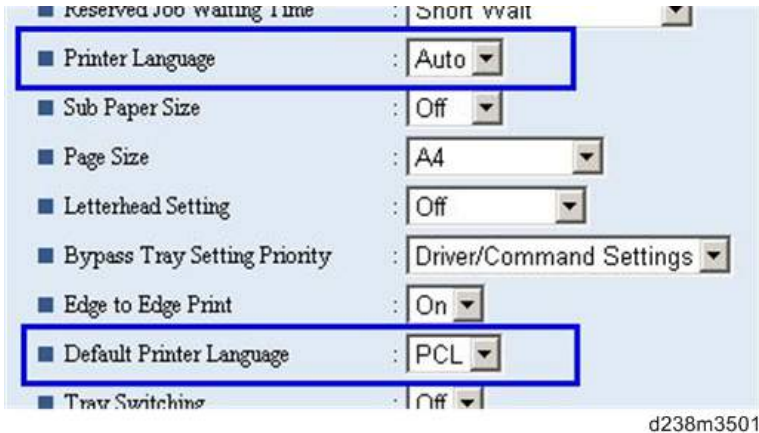 Reserved Job Waiting Time : Short Wait
Printer Language : Auto
Sub Paper Size : Off
Page Size : A4
Letterhead Setting : Off
Bypass Tray Setting Priority : Driver/Command Settings
Edge to Edge Print : On
Default Printer Language : PCL
Tray Switching : Off
d238m3501